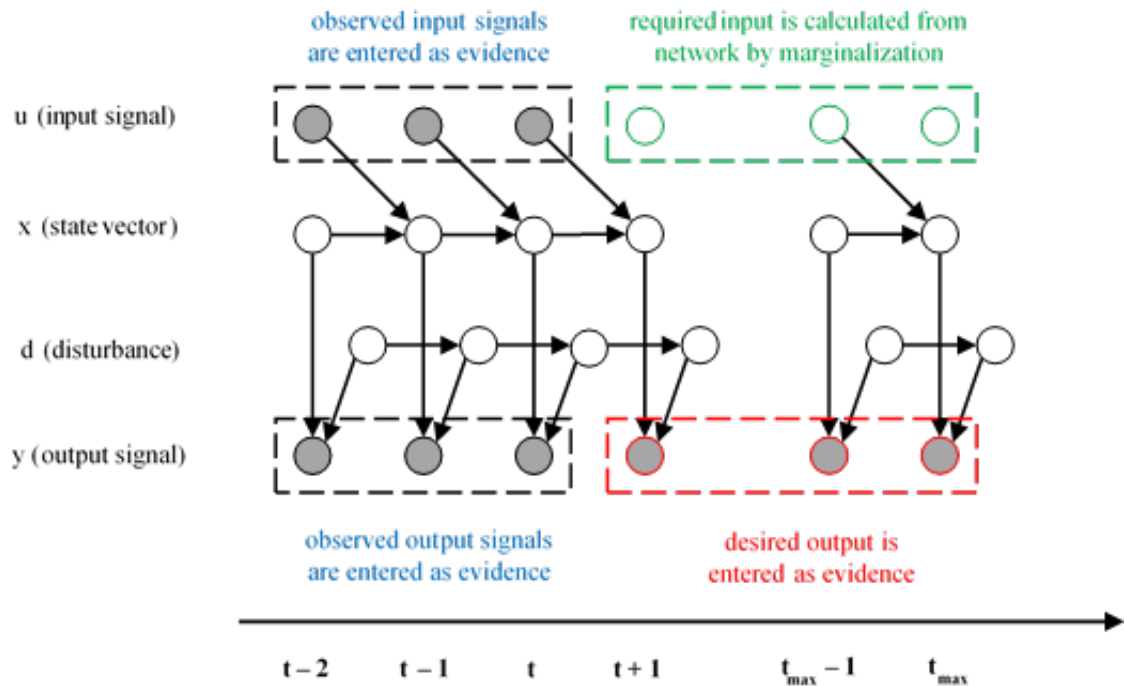 observed input signals
are entered as evidence
required input is calculated from
network by marginalization
u (input signal)
x (state vector)
d (disturbance)
y (output signal)
observed output signals
are entered as evidence
desired output is
entered as evidence
t – 2 t – 1 t t + 1 tmax – 1 tmax